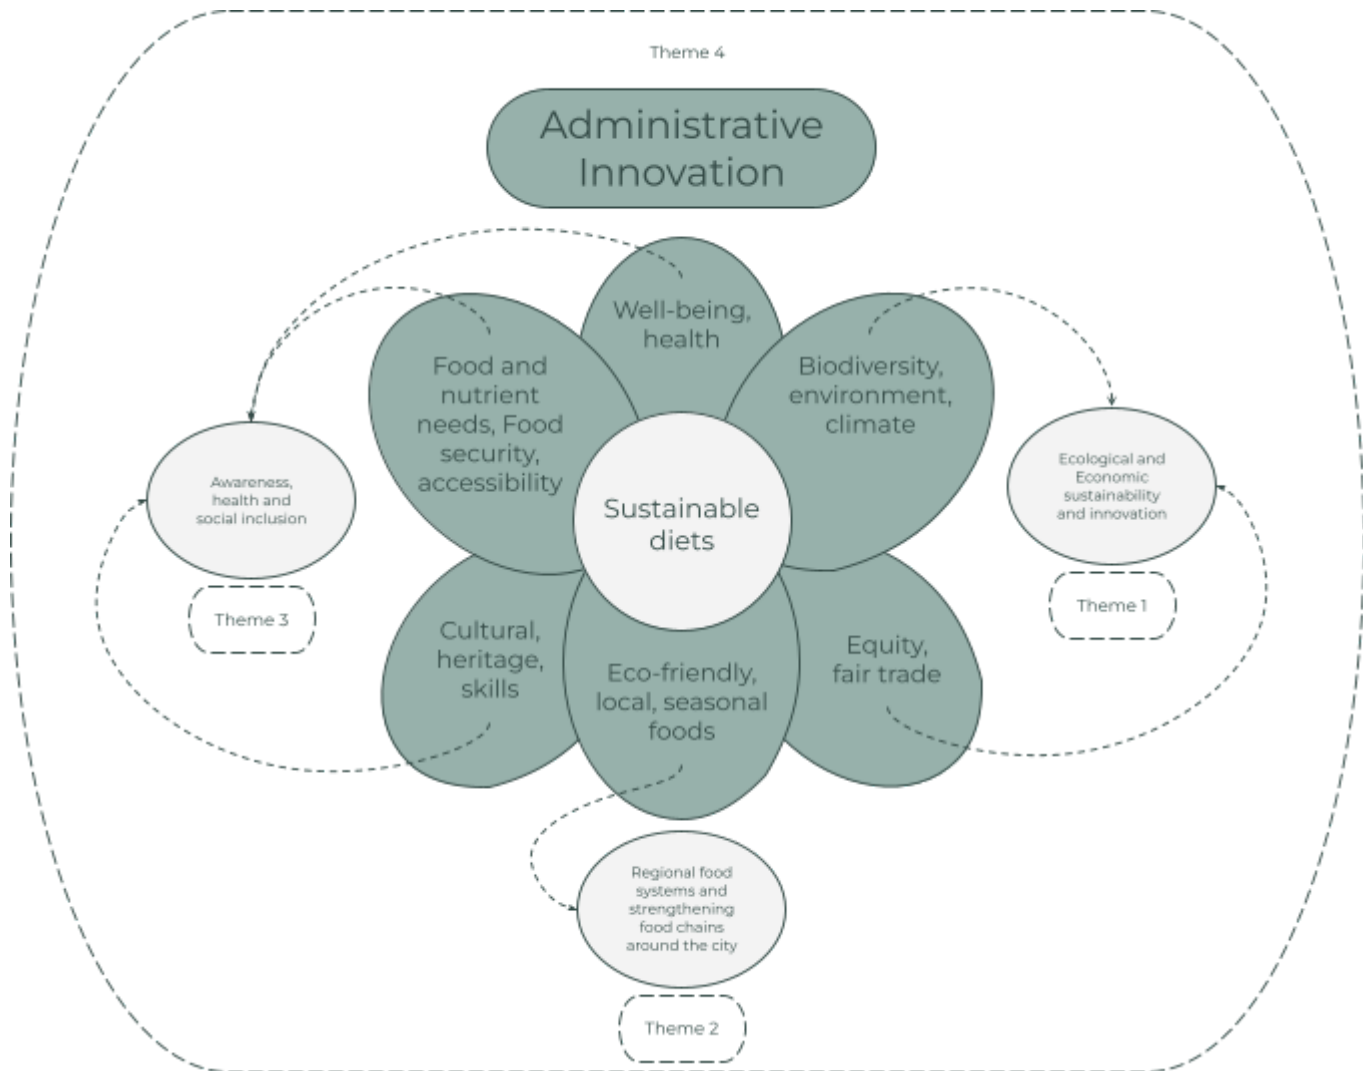 Theme 4
Administrative
Innovation
Well-being,
health
Food and
nutrient
needs, Food
security,
accessibility
Biodiversity,
environment,
climate
Sustainable
diets
Awareness,
health and
social inclusion
Theme 3
Ecological and
Economic
sustainability
and innovation
Theme 1
Cultural,
heritage,
skills
Eco-friendly,
local, seasonal
foods
Equity,
fair trade
Regional food
systems and
strengthening
food chains
around the city
Theme 2